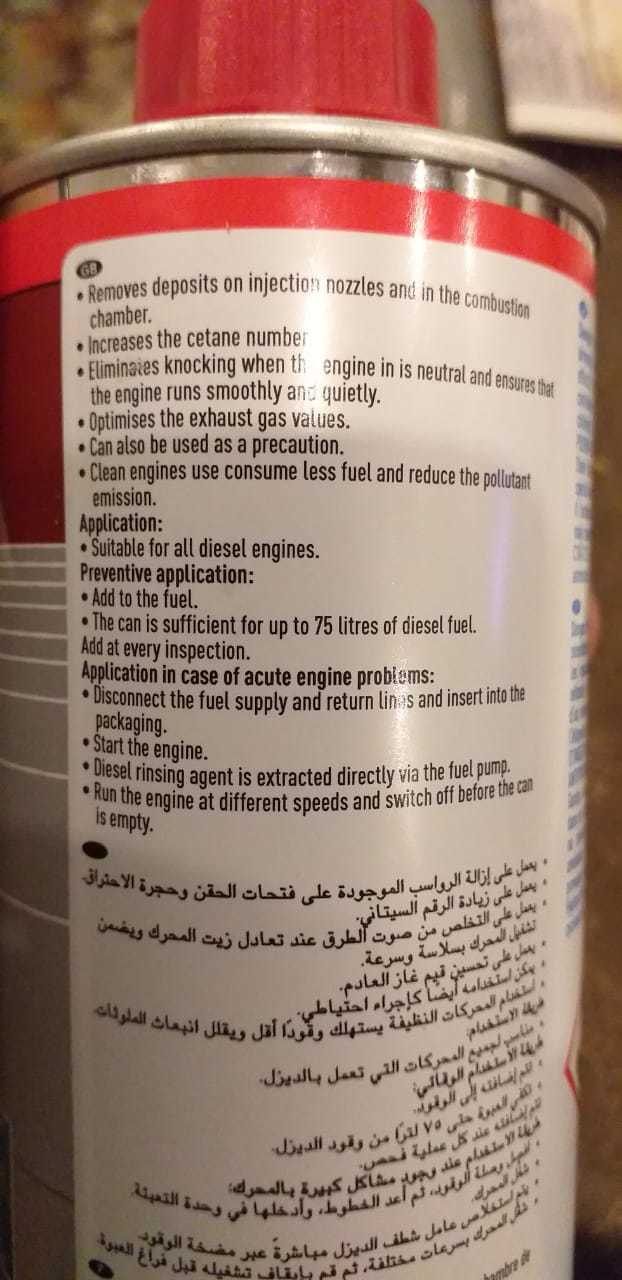 GB
• Removes deposits on injection nozzles and in the combustion
chamber.
• Increases the cetane number
• Eliminates knocking when th engine in is neutral and ensures that
the engine runs smoothly and quietly.
• Optimises the exhaust gas values.
• Can also be used as a precaution.
• Clean engines use consume less fuel and reduce the pollutant
emission.
Application:
• Suitable for all diesel engines.
Preventive application:
• Add to the fuel.
• The can is sufficient for up to 75 litres of diesel fuel.
Add at every inspection.
Application in case of acute engine problems:
• Disconnect the fuel supply and return lines and insert into the
packaging.
• Start the engine.
• Diesel rinsing agent is extracted directly via the fuel pump.
• Run the engine at different speeds and switch off before the can
is empty.
• يعمل على إزالة الرواسب الموجودة على فتحات الحقن وحجرة الاحتراق.
• يعمل على زيادة الرقم السيتاني.
• يعمل على التخلص من صوت الطرق عند تعادل زيت المحرك ويضمن
تشغيل المحرك بسلاسة وسرعة.
• يعمل على تحسين قيم غاز العادم.
• يمكن استخدامه أيضًا كإجراء احتياطي.
• استخدام المحركات النظيفة يستهلك وقودًا أقل ويقلل انبعاث الملوثات.
طريقة الاستخدام:
• مناسب لجميع المحركات التي تعمل بالديزل.
طريقة الاستخدام الوقائي:
• تتم إضافته إلى الوقود.
• تكفي العبوة حتى ٧٥ لترًا من وقود الديزل.
تتم إضافته عند كل عملية فحص.
طريقة الاستخدام عند وجود مشاكل كبيرة بالمحرك:
• افصل وصلة الوقود، ثم أعد الخطوط، وأدخلها في وحدة التعبئة.
• شغّل المحرك.
• يتم استخلاص عامل شطف الديزل مباشرةً عبر مضخة الوقود.
• شغّل المحرك بسرعات مختلفة، ثم قم بإيقاف تشغيله قبل فراغ العبوة.
chambre de